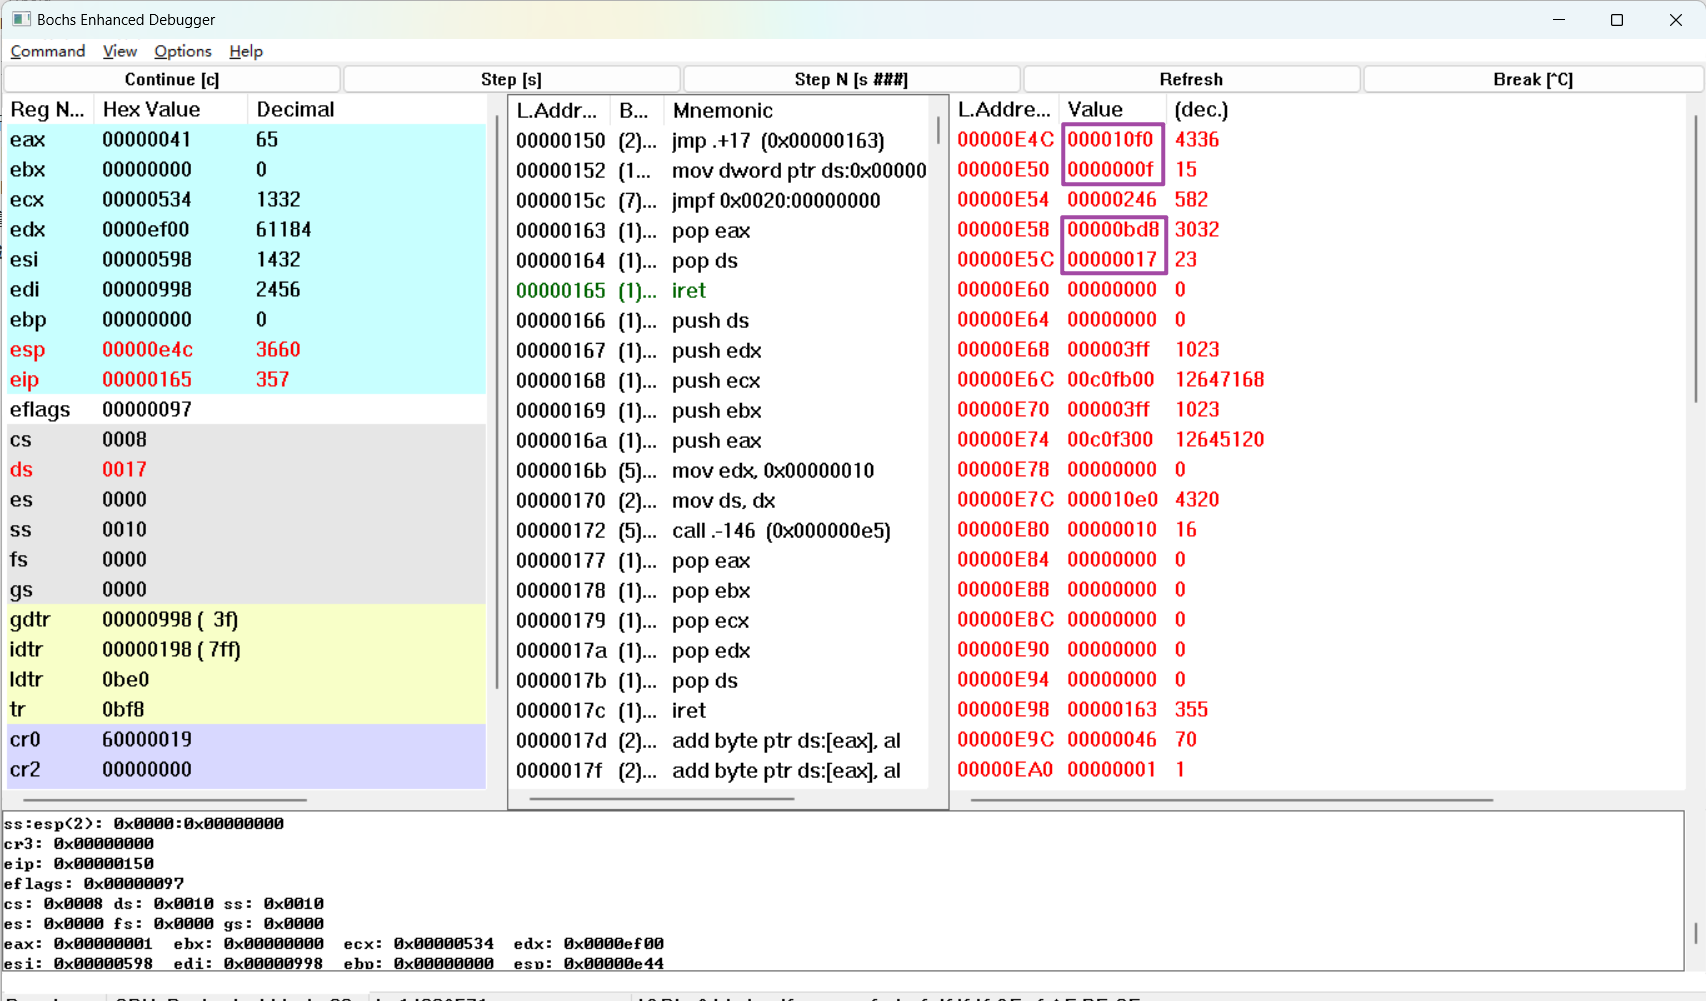 Bochs Enhanced Debugger
Command View Options Help
Continue [c] Step [s] Step N [s ###] Refresh Break [^C]
Reg N... Hex Value Decimal
eax 00000041 65
ebx 00000000 0
ecx 00000534 1332
edx 0000ef00 61184
esi 00000598 1432
edi 00000998 2456
ebp 00000000 0
esp 00000e4c 3660
eip 00000165 357
eflags 00000097
cs 0008
ds 0017
es 0000
ss 0010
fs 0000
gs 0000
gdtr 00000998 ( 3f)
idtr 00000198 ( 7ff)
ldtr 0be0
tr 0bf8
cr0 60000019
cr2 00000000
L.Addr... B... Mnemonic
00000150 (2)... jmp .+17 (0x00000163)
00000152 (1... mov dword ptr ds:0x00000
0000015c (7)... jmpf 0x0020:00000000
00000163 (1)... pop eax
00000164 (1)... pop ds
00000165 (1)... iret
00000166 (1)... push ds
00000167 (1)... push edx
00000168 (1)... push ecx
00000169 (1)... push ebx
0000016a (1)... push eax
0000016b (5)... mov edx, 0x00000010
00000170 (2)... mov ds, dx
00000172 (5)... call .-146 (0x000000e5)
00000177 (1)... pop eax
00000178 (1)... pop ebx
00000179 (1)... pop ecx
0000017a (1)... pop edx
0000017b (1)... pop ds
0000017c (1)... iret
0000017d (2)... add byte ptr ds:[eax], al
0000017f (2)... add byte ptr ds:[eax], al
L.Addre... Value (dec.)
00000E4C 000010f0 4336
00000E50 0000000f 15
00000E54 00000246 582
00000E58 00000bd8 3032
00000E5C 00000017 23
00000E60 00000000 0
00000E64 00000000 0
00000E68 000003ff 1023
00000E6C 00c0fb00 12647168
00000E70 000003ff 1023
00000E74 00c0f300 12645120
00000E78 00000000 0
00000E7C 000010e0 4320
00000E80 00000010 16
00000E84 00000000 0
00000E88 00000000 0
00000E8C 00000000 0
00000E90 00000000 0
00000E94 00000000 0
00000E98 00000163 355
00000E9C 00000046 70
00000EA0 00000001 1
ss:esp(2): 0x0000:0x00000000
cr3: 0x00000000
eip: 0x00000150
eflags: 0x00000097
cs: 0x0008 ds: 0x0010 ss: 0x0010
es: 0x0000 fs: 0x0000 gs: 0x0000
eax: 0x00000001 ebx: 0x00000000 ecx: 0x00000534 edx: 0x0000ef00
esi: 0x00000598 edi: 0x00000998 ebp: 0x00000000 esp: 0x00000e44